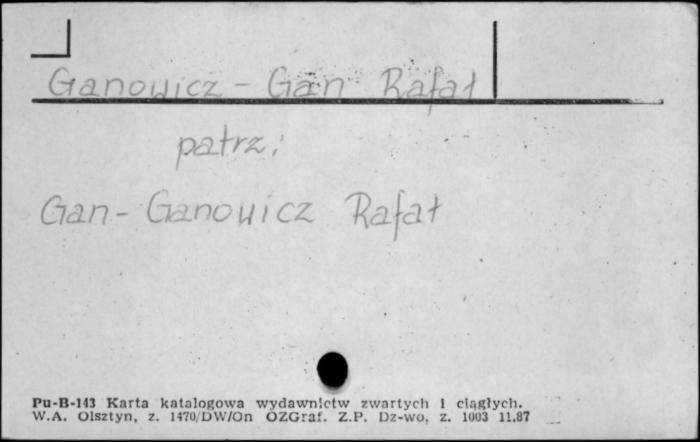 Ganowicz - Gan Rafał
patrz:
Gan - Ganowicz Rafał
Pu-B-143 Karta katalogowa wydawnictw zwartych i ciągłych.
W.A. Olsztyn, z. 1470/DW/On OZGraf. Z.P. Dz-wo, z. 1003 11.87